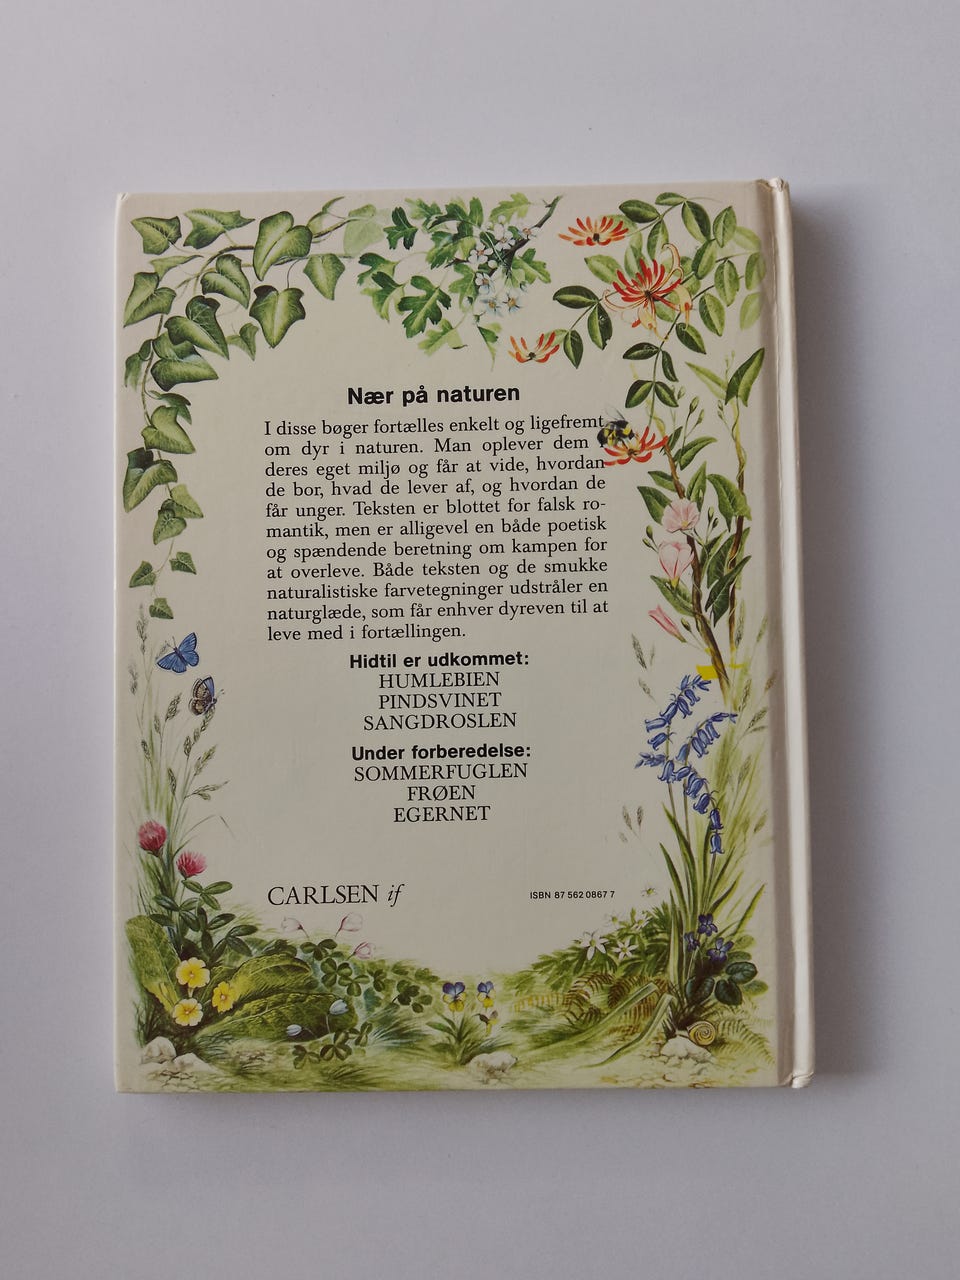 Nær på naturen
I disse bøger fortælles enkelt og ligefremt
om dyr i naturen. Man oplever dem i
deres eget miljø og får at vide, hvordan
de bor, hvad de lever af, og hvordan de
får unger. Teksten er blottet for falsk ro-
mantik, men er alligevel en både poetisk
og spændende beretning om kampen for
at overleve. Både teksten og de smukke
naturalistiske farvetegninger udstråler en
naturglæde, som får enhver dyreven til at
leve med i fortællingen.
Hidtil er udkommet:
HUMLEBIEN
PINDSVINET
SANGDROSLEN
Under forberedelse:
SOMMERFUGLEN
FRØEN
EGERNET
CARLSEN if
ISBN 87 562 0867 7